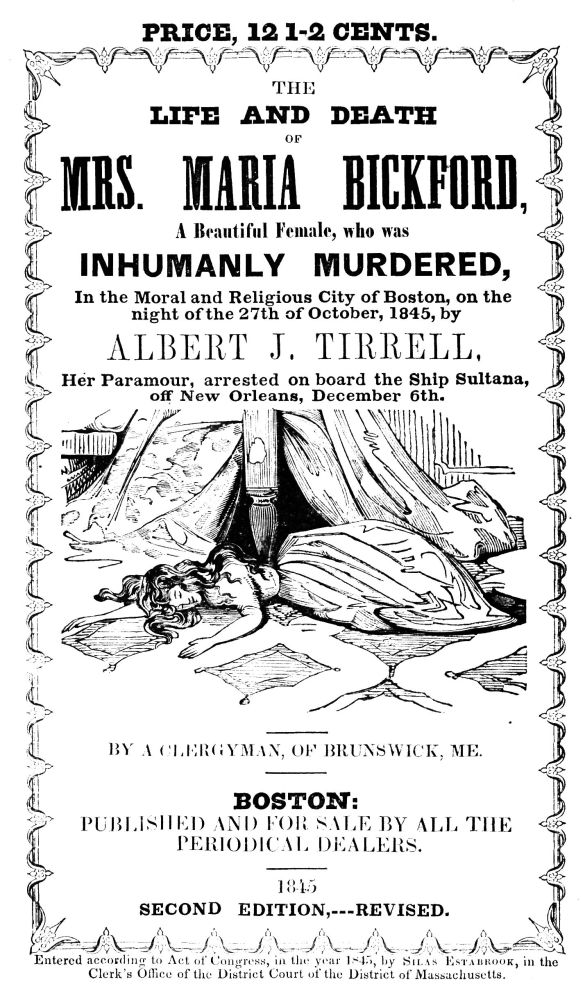 PRICE, 12 1-2 CENTS.
THE
LIFE AND DEATH
OF
MRS. MARIA BICKFORD,
A Beautiful Female, who was
INHUMANLY MURDERED,
In the Moral and Religious City of Boston, on the
night of the 27th of October, 1845, by
ALBERT J. TIRRELL,
Her Paramour, arrested on board the Ship Sultana,
off New Orleans, December 6th.
BY A CLERGYMAN, OF BRUNSWICK, ME.
BOSTON:
PUBLISHED AND FOR SALE BY ALL THE
PERIODICAL DEALERS.
1845
SECOND EDITION,---REVISED.
Entered according to Act of Congress, in the year 1845, by SILAS ESTABROOK, in the
Clerk's Office of the District Court of the District of Massachusetts.